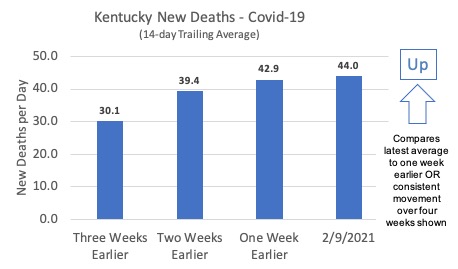 Kentucky New Deaths - Covid-19
(14-day Trailing Average)
New Deaths per Day
50.0
40.0
30.0
20.0
10.0
0.0
30.1
39.4
42.9
44.0
Three Weeks
Earlier
Two Weeks
Earlier
One Week
Earlier
2/9/2021
Up
Compares
latest average
to one week
earlier OR
consistent
movement
over four
weeks shown